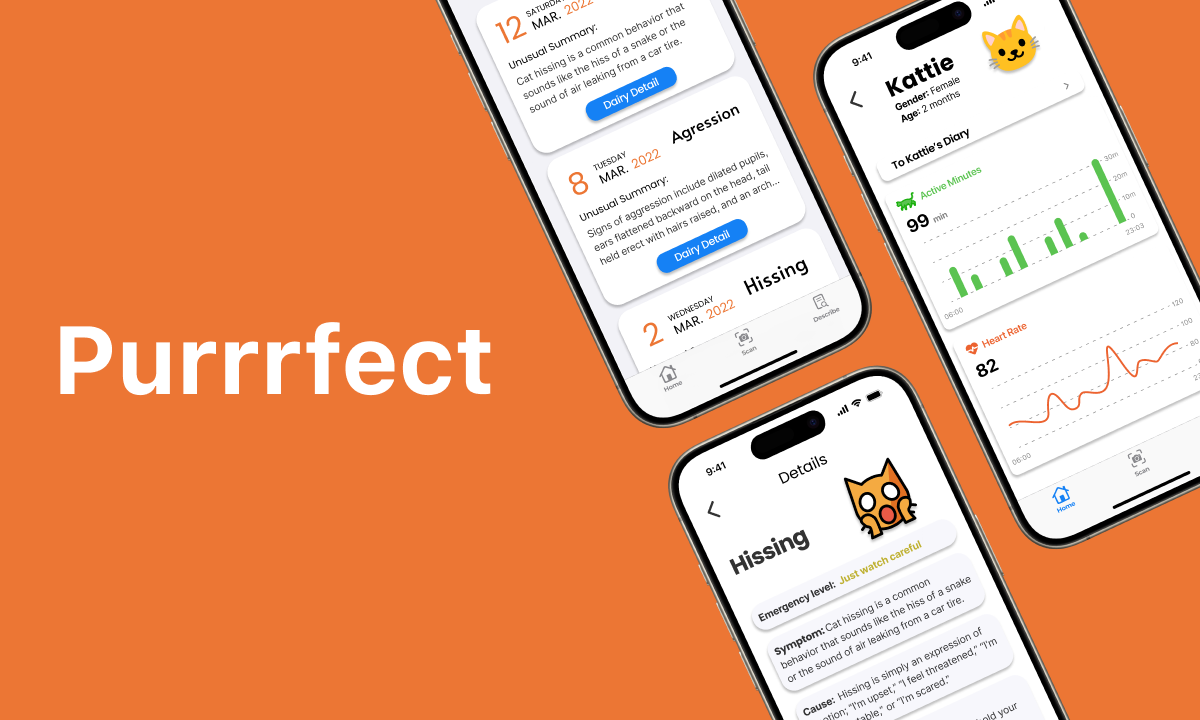 Purrrfect
12
SATURDAY
MAR. 2022
Unusual Summary:
Cat hissing is a common behavior that
sounds like the hiss of a snake or the
sound of air leaking from a car tire.
Dairy Detail
8
TUESDAY
MAR. 2022
Agression
Unusual Summary:
Signs of aggression include dilated pupils,
ears flattened backward on the head, tail
held erect with hairs raised, and an arch...
Dairy Detail
2
WEDNESDAY
MAR. 2022
Hissing
Home
Scan
Describe
9:41
Kattie
Gender: Female
Age: 2 months
To Kattie's Diary
Active Minutes
99 min
30m
20m
10m
0
06:00
23:03
Heart Rate
82
120
80
06:00
Home
Scan
9:41
Details
Hissing
Emergency level: Just watch careful
Symptom: Cat hissing is a common
behavior that sounds like the hiss of a snake
or the sound of air leaking from a car tire.
Cause: Hissing is simply an expression of
"I'm upset," "I feel threatened," "I'm
or "I'm scared."
hold your